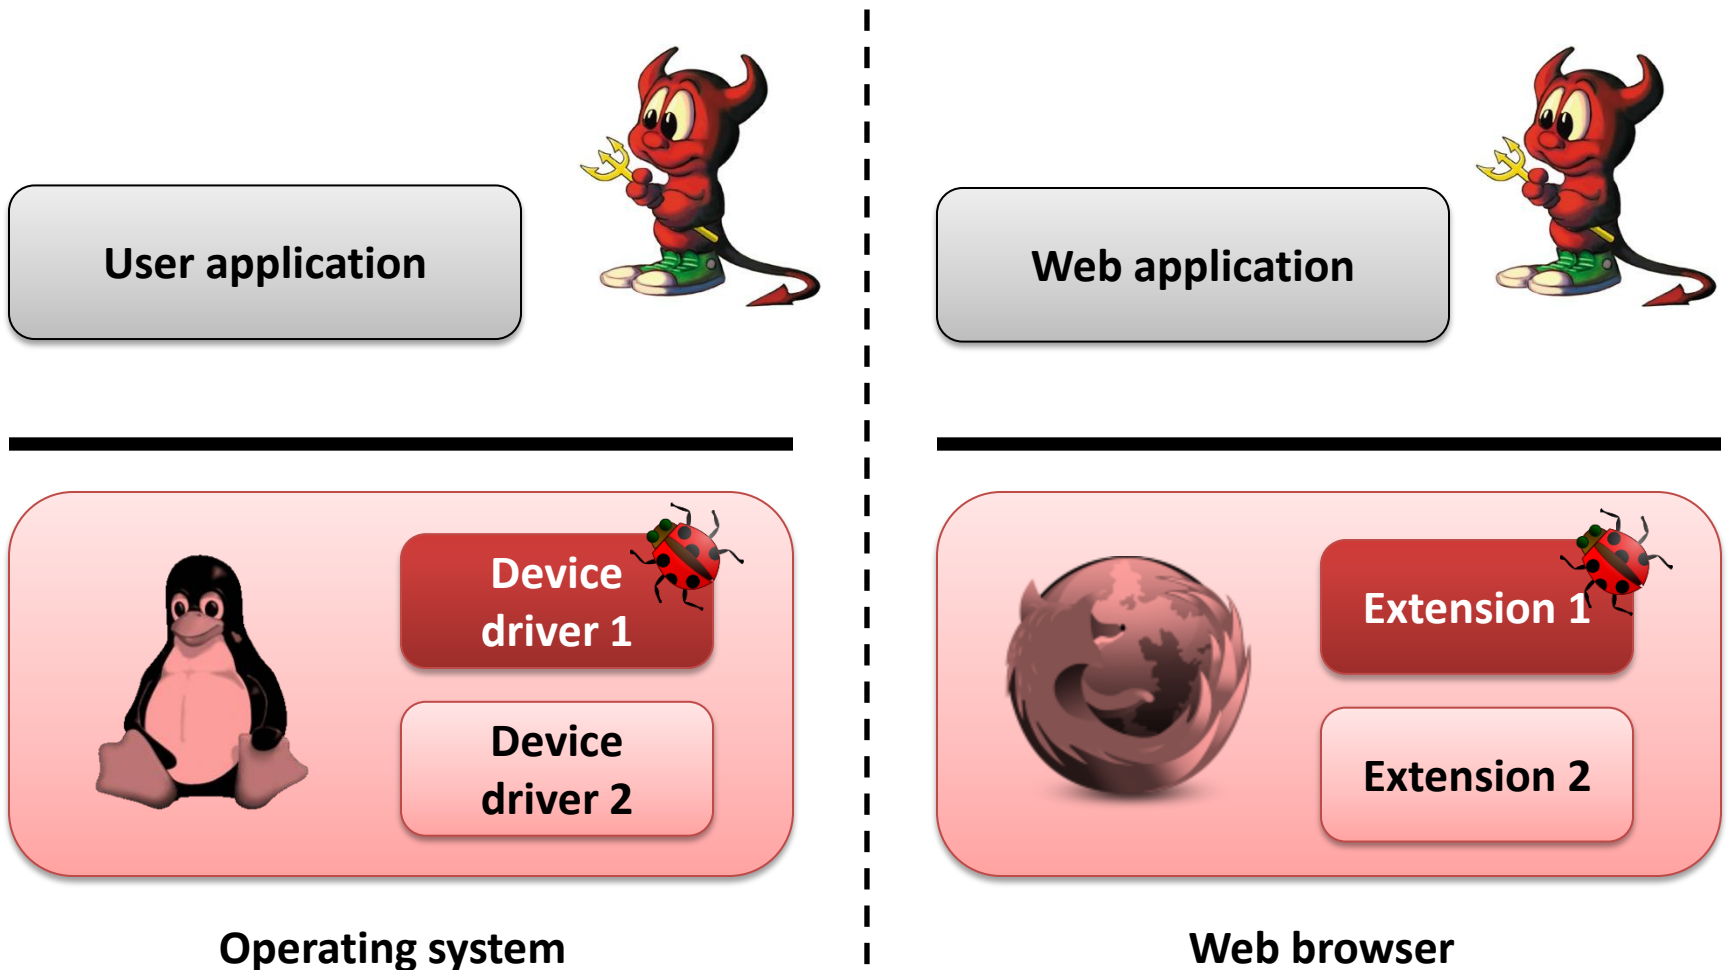 User application
Device
driver 1
Device
driver 2
Operating system
Web application
Extension 1
Extension 2
Web browser